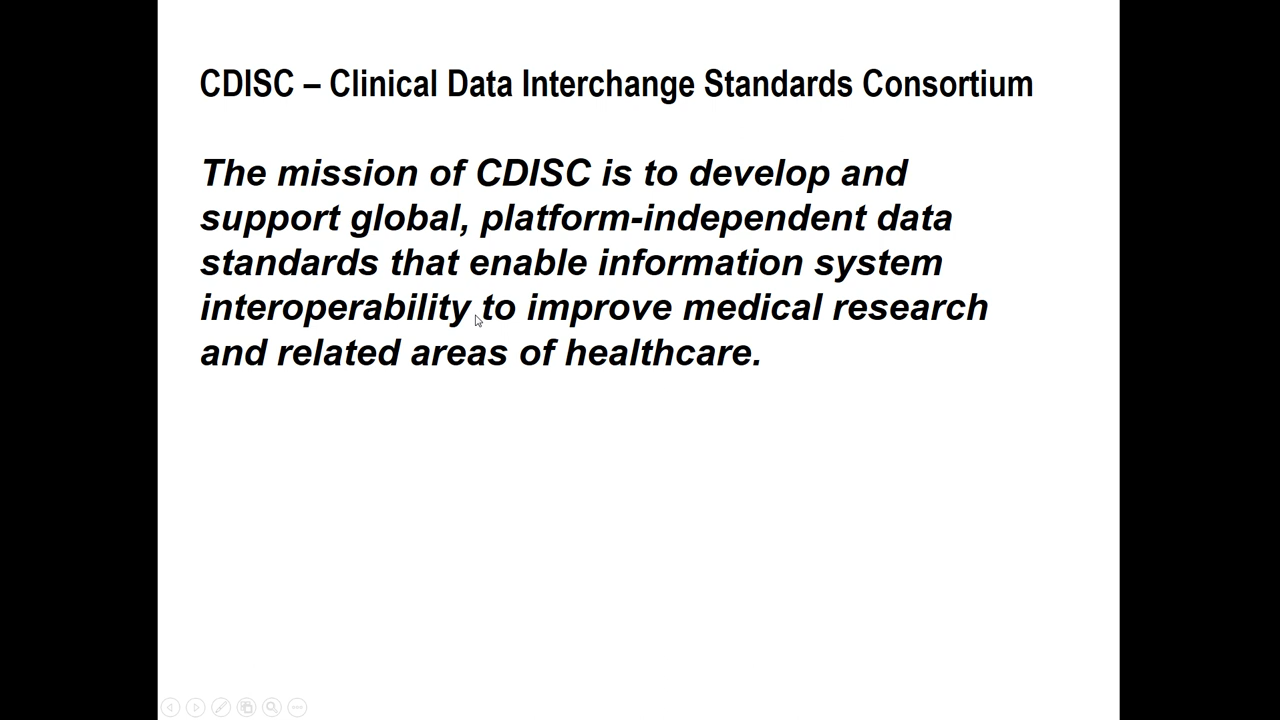 CDISC – Clinical Data Interchange Standards Consortium
The mission of CDISC is to develop and
support global, platform-independent data
standards that enable information system
interoperability to improve medical research
and related areas of healthcare.